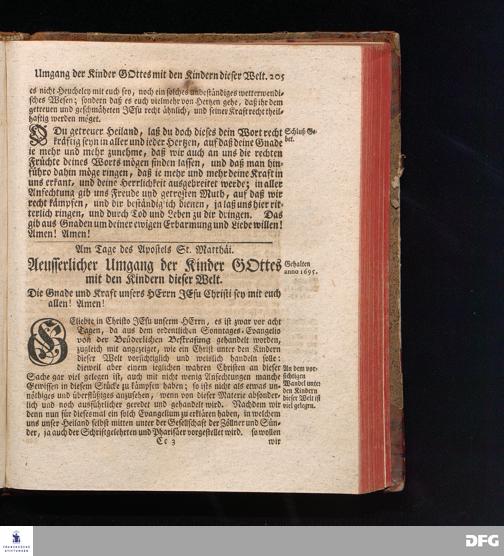 Umgang der Kinder GOttes mit den Kindern dieser Welt. 205
es nicht Heucheley mit euch sey, noch ein solches unbeständiges wetterwendi-
sches Wesen; sondern daß es euch vielmehr von Hertzen gehe, daß ihr dem
getreuen und geschmäheten JEsu recht ähnlich, und seiner Kraft recht theil-
haftig werden möget.
DU getreuer Heiland, laß du doch dieses dein Wort recht
kräftig seyn in aller und ieder Hertzen, auf daß deine Gnade
ie mehr und mehr zunehme, daß wir auch an uns die rechten
Früchte deines Worts mögen finden lassen, und daß man hin-
führo dahin möge ringen, daß ie mehr und mehr deine Kraft in
uns erkant, und deine Herrlichkeit ausgebreitet werde; in aller
Anfechtung gib uns Freude und getrosten Muth, auf daß wir
recht kämpfen, und dir beständig ich dienen, ja laß uns hier rit-
terlich ringen, und durch Tod und Leben zu dir dringen. Das
gib aus Gnaden um deiner ewigen Erbarmung und Liebe willen!
Amen! Amen!
Schluß Ge-
bet.
Am Tage des Apostels St. Matthäi.
Aeusserlicher Umgang der Kinder GOttes
mit den Kindern dieser Welt.
Gehalten
anno 1695.
Die Gnade und Kraft unsers HErrn JEsu Christi sey mit euch
allen! Amen!
GEliebte in Christo JEsu unserm HErrn, es ist zwar vor acht
Tagen, da aus dem ordentlichen Sonntages-Evangelio
von der Brüderlichen Bestrafung gehandelt worden,
zugleich mit angezeiget, wie ein Christ unter den Kindern
dieser Welt vorsichtiglich und weislich handeln solle:
dieweil aber einem ieglichen wahren Christen an dieser
Sache gar viel gelegen ist, auch mit nicht wenig Anfechtungen manche
Gewissen in diesem Stücke zu kämpfen haben; so ists nicht als etwas un-
nöthiges und überflüßiges anzusehen, wenn von dieser Materie absonder-
lich und noch ausführlicher geredet und gehandelt wird. Nachdem wir
denn nun für diesesmal ein solch Evangelium zu erklären haben, in welchem
uns unser Heiland selbst mitten unter der Gesellschaft der Zöllner und Sün-
der, ja auch der Schriftgelehrten und Pharisäer vorgestellet wird. so wollen
An dem vor-
sichtigen
Wandel unter
den Kindern
dieser Welt ist
viel gelegen.
Cc 3
wir
FRANCKESCHE
STIFTUNGEN
DFG